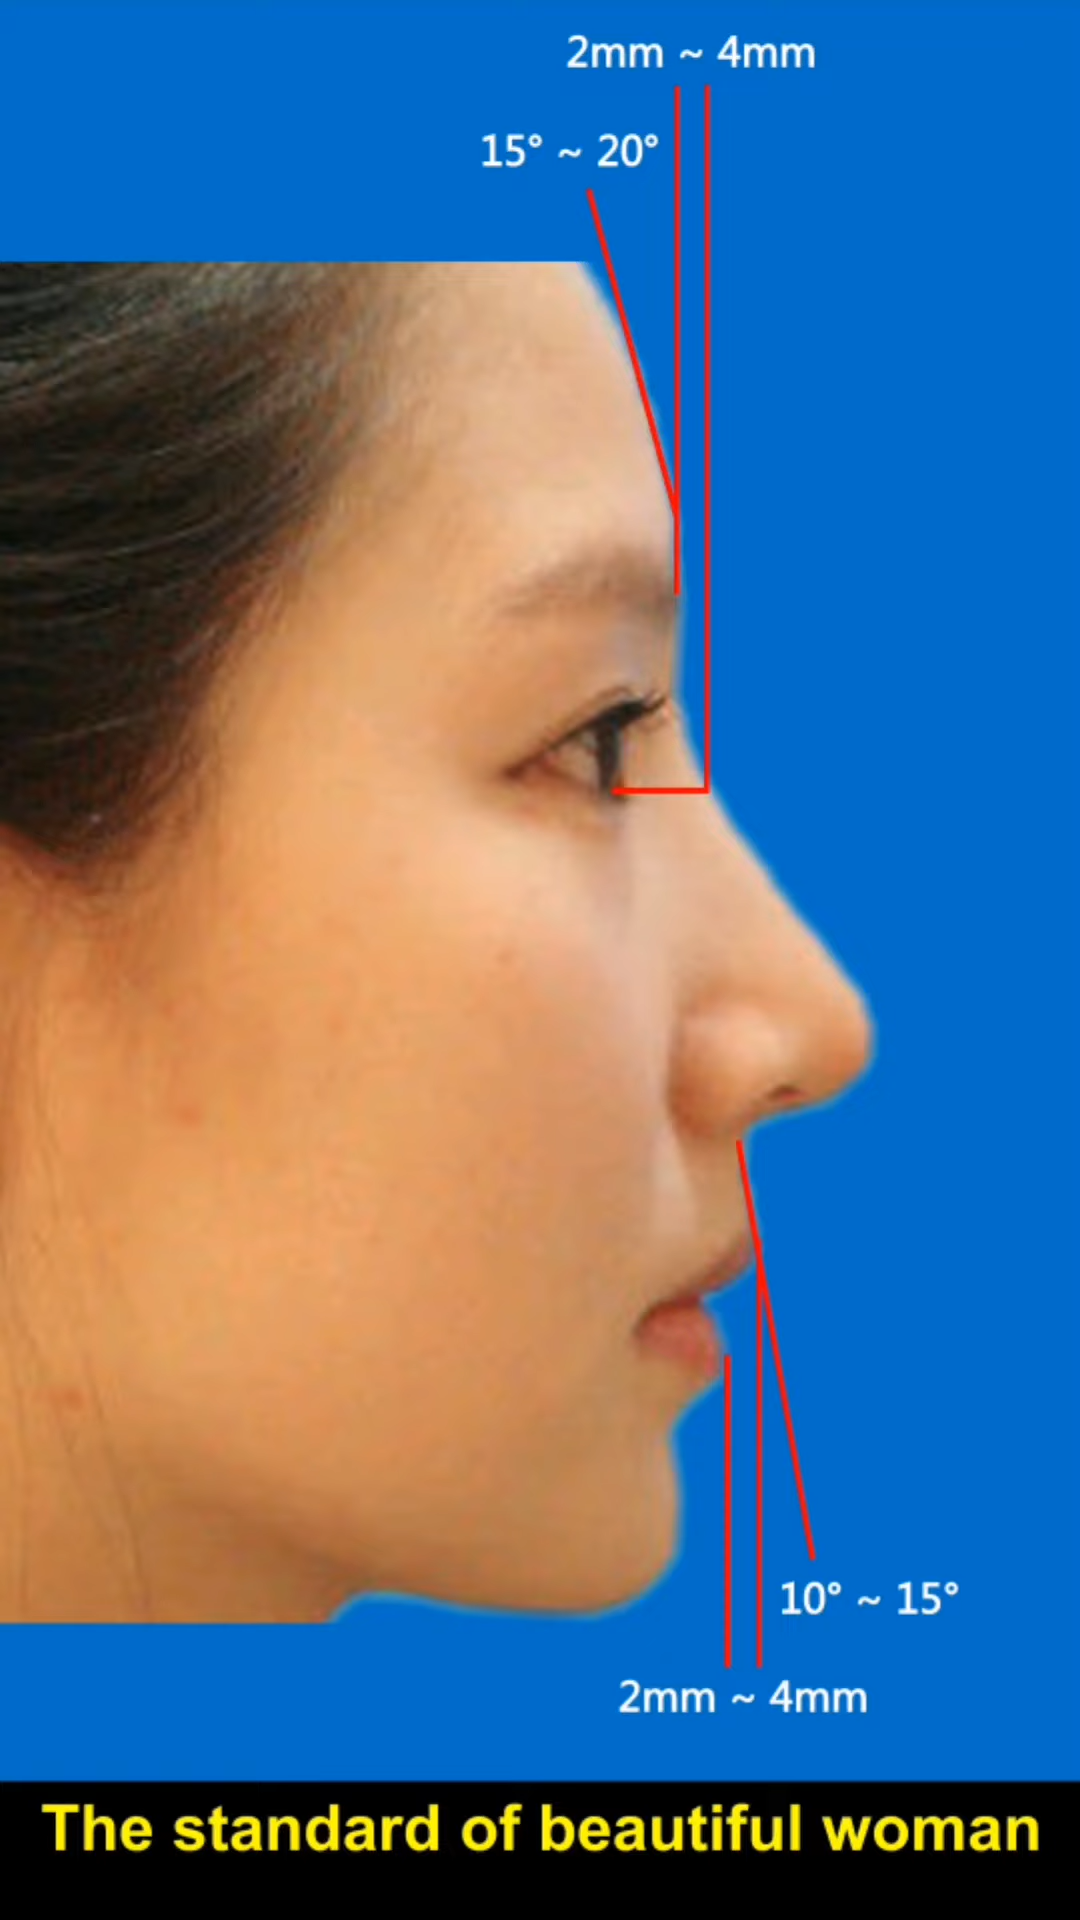 2mm ~ 4mm
15° ~ 20°
10° ~ 15°
2mm ~ 4mm
The standard of beautiful woman